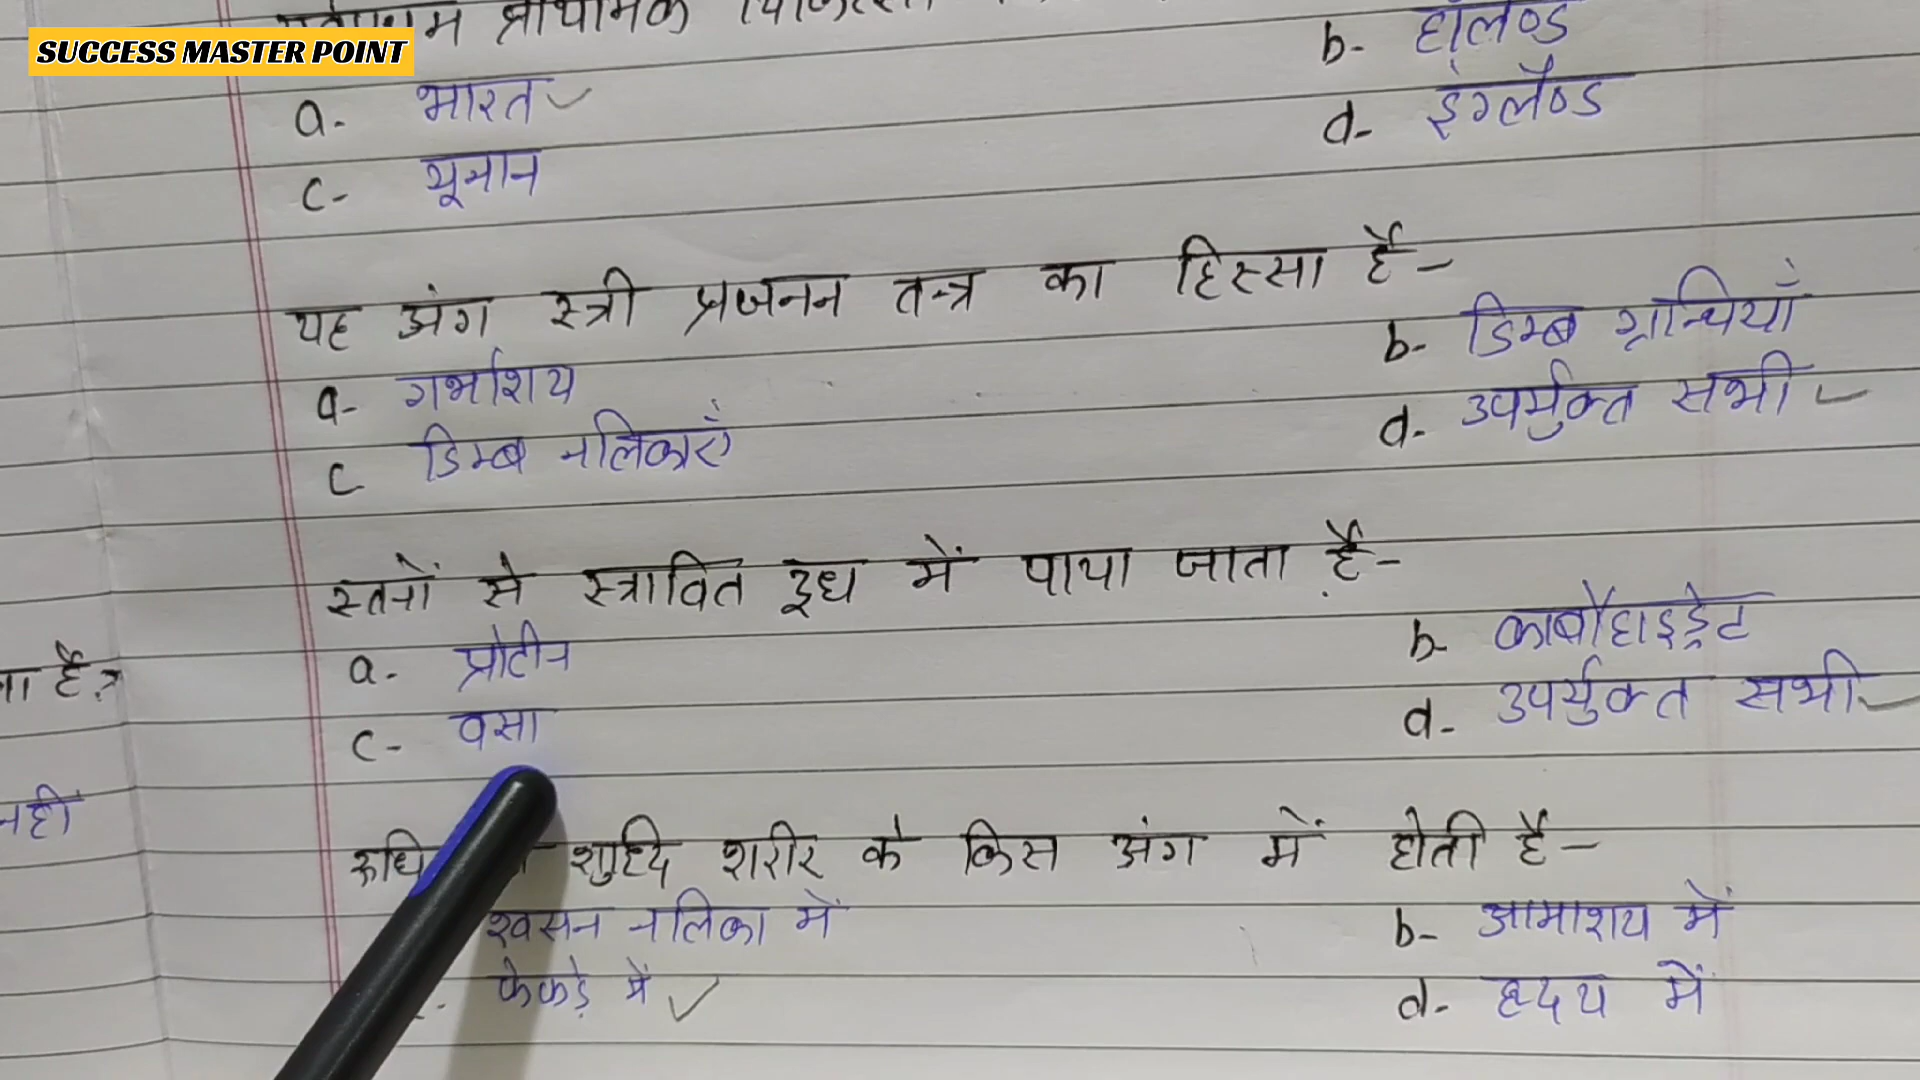 SUCCESS MASTER POINT
b- हॉलैण्ड
a- भारत
d- इंग्लैण्ड
c- यूनान
यह अंग स्त्री प्रजनन तन्त्र का हिस्सा है-
b- डिम्ब ग्रन्थियाँ
a- गर्भाशय
d- उपर्युक्त सभी
c डिम्ब नलिकाएँ
स्तनों से स्त्रावित दूध में पाया जाता है-
b- कार्बोहाइड्रेट
a- प्रोटीन
d- उपर्युक्त सभी
c- वसा
ना है?
नहीं
शुद्धि शरीर के किस अंग में होती है-
श्वसन नलिका में
b- आमाशय में
फेफड़े में
d- हृदय में